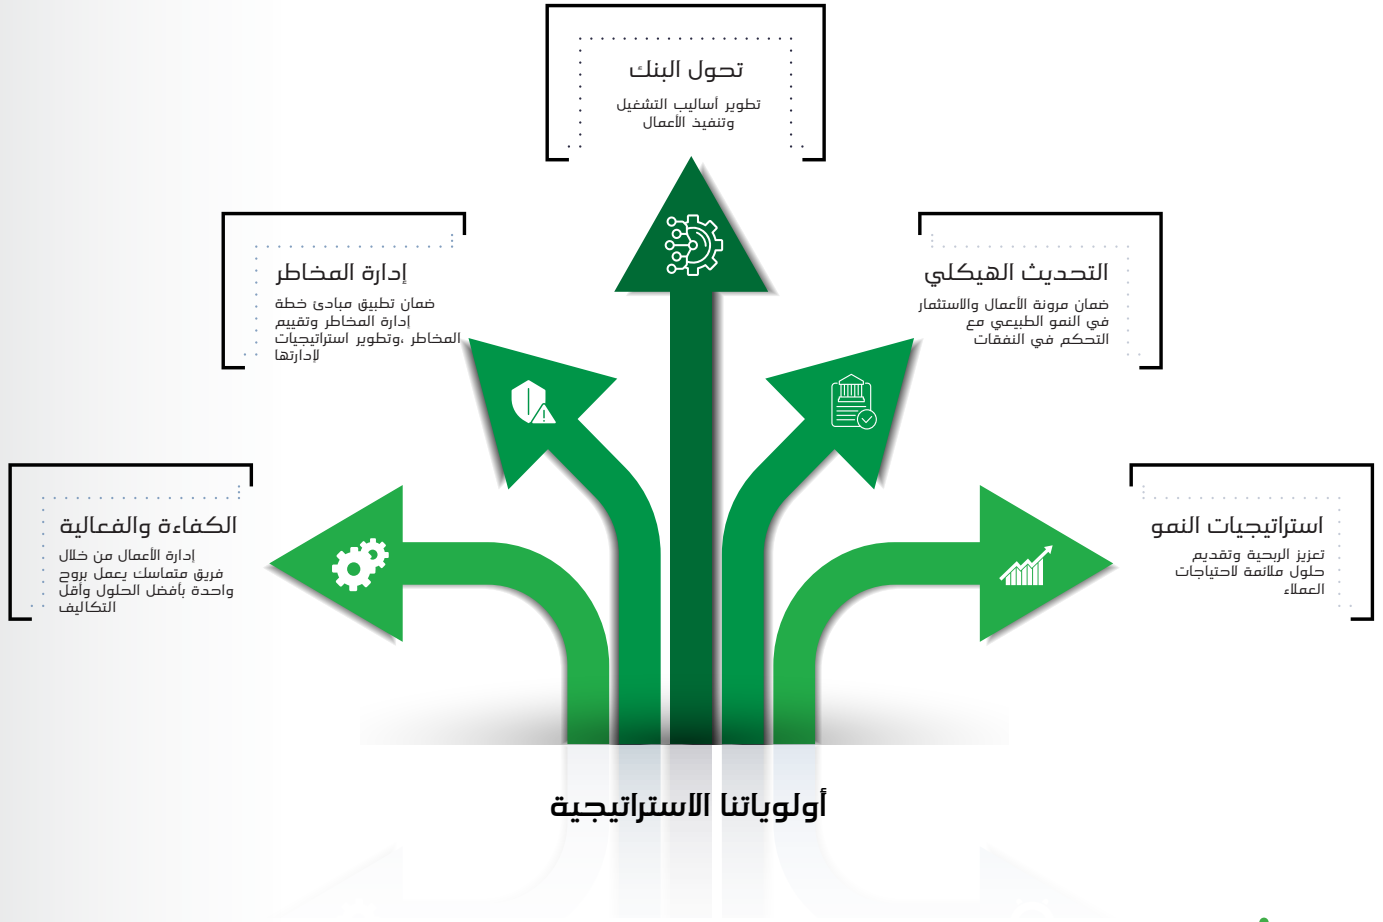 تحول البنك
تطوير أساليب التشغيل
وتنفيذ الأعمال
التحديث الهيكلي
ضمان مرونة الأعمال والاستثمار
في النمو الطبيعي مع
التحكم في النفقات
إدارة المخاطر
ضمان تطبيق مبادئ خطة
إدارة المخاطر وتقييم
المخاطر ،وتطوير استراتيجيات
لإدارتها
استراتيجيات النمو
تعزيز الربحية وتقديم
حلول ملائمة لاحتياجات
العملاء
الكفاءة والفعالية
إدارة الأعمال من خلال
فريق متماسك يعمل بروح
واحدة بأفضل الحلول وأقل
التكاليف
أولوياتنا الاستراتيجية